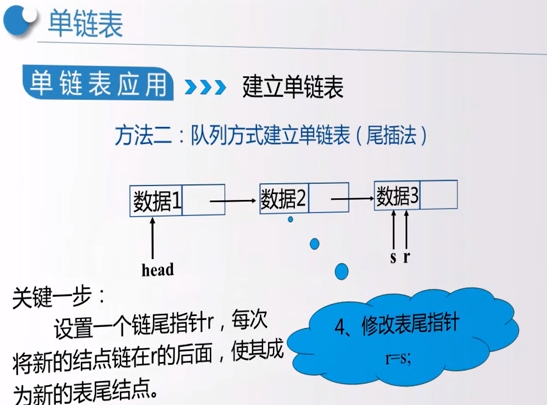 单链表
单链表应用 建立单链表
方法二：队列方式建立单链表（尾插法）
数据1 数据2 数据3
head s r
关键一步：
设置一个链尾指针r，每次
将新的结点链在r的后面，使其成
为新的表尾结点。
4、修改表尾指针
r=s;